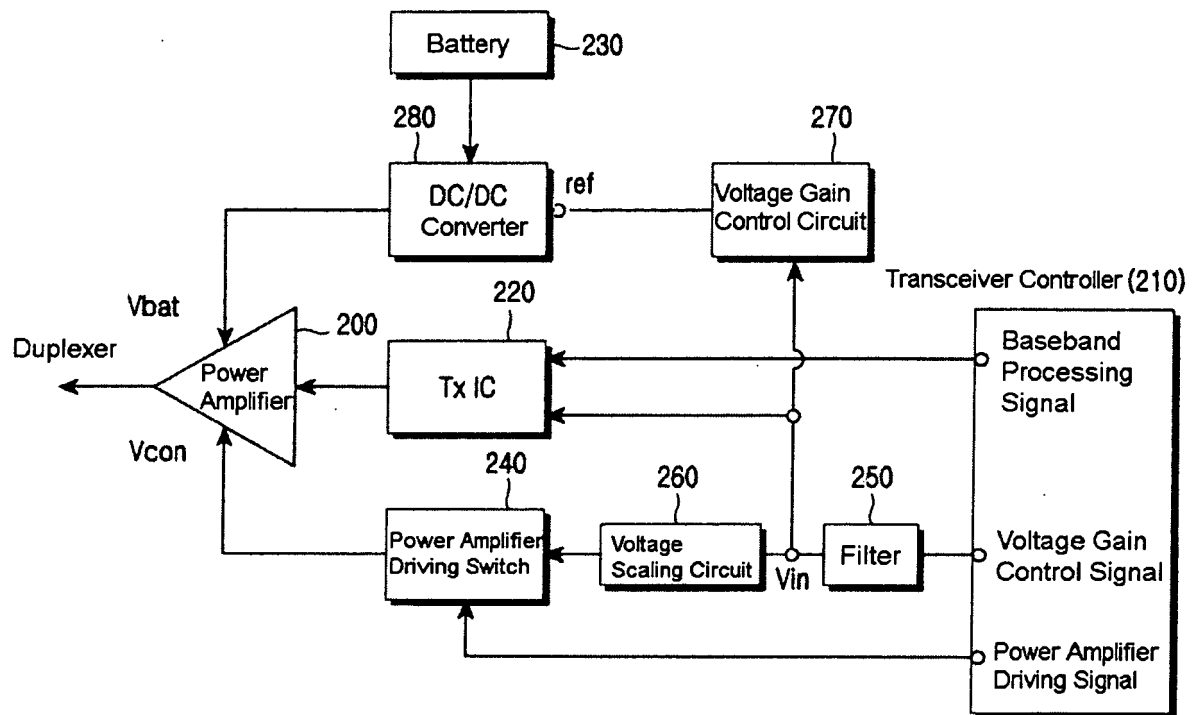 Battery
230
280
270
DC/DC
Converter
ref
Voltage Gain
Control Circuit
Transceiver Controller (210)
Vbat
200
220
Duplexer
Power
Amplifier
Tx IC
Baseband
Processing
Signal
Vcon
240
260
250
Power Amplifier
Driving Switch
Voltage
Scaling Circuit
Vin
Filter
Voltage Gain
Control Signal
Power Amplifier
Driving Signal